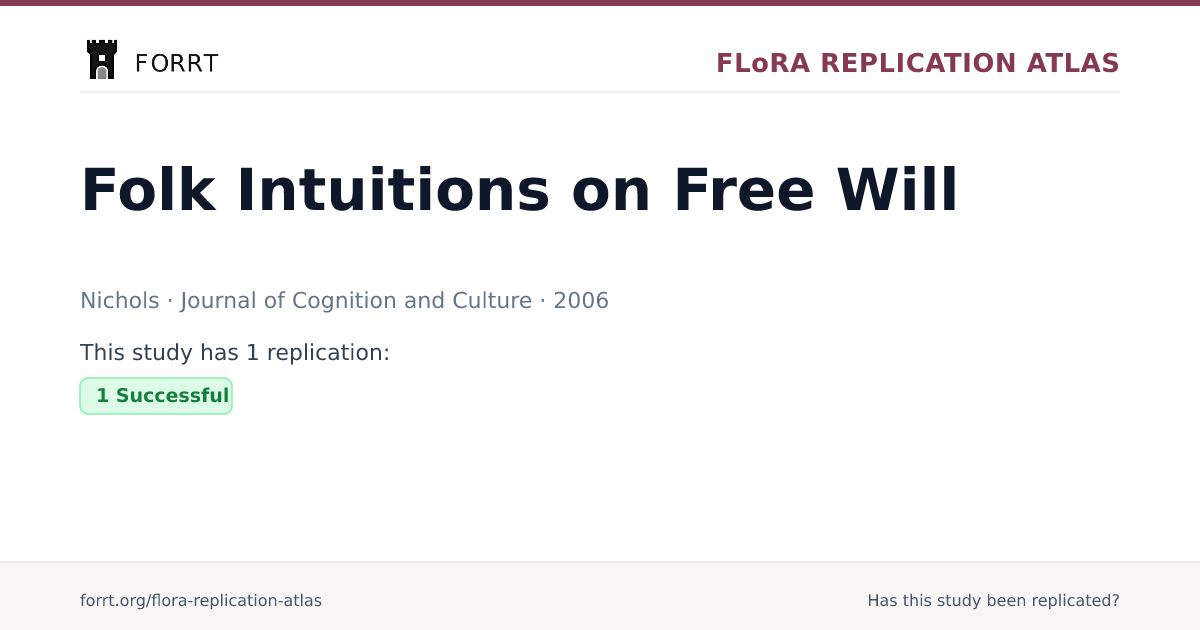 FORRT
FLoRA REPLICATION ATLAS
Folk Intuitions on Free Will
Nichols · Journal of Cognition and Culture · 2006
This study has 1 replication:
1 Successful
forrt.org/flora-replication-atlas
Has this study been replicated?